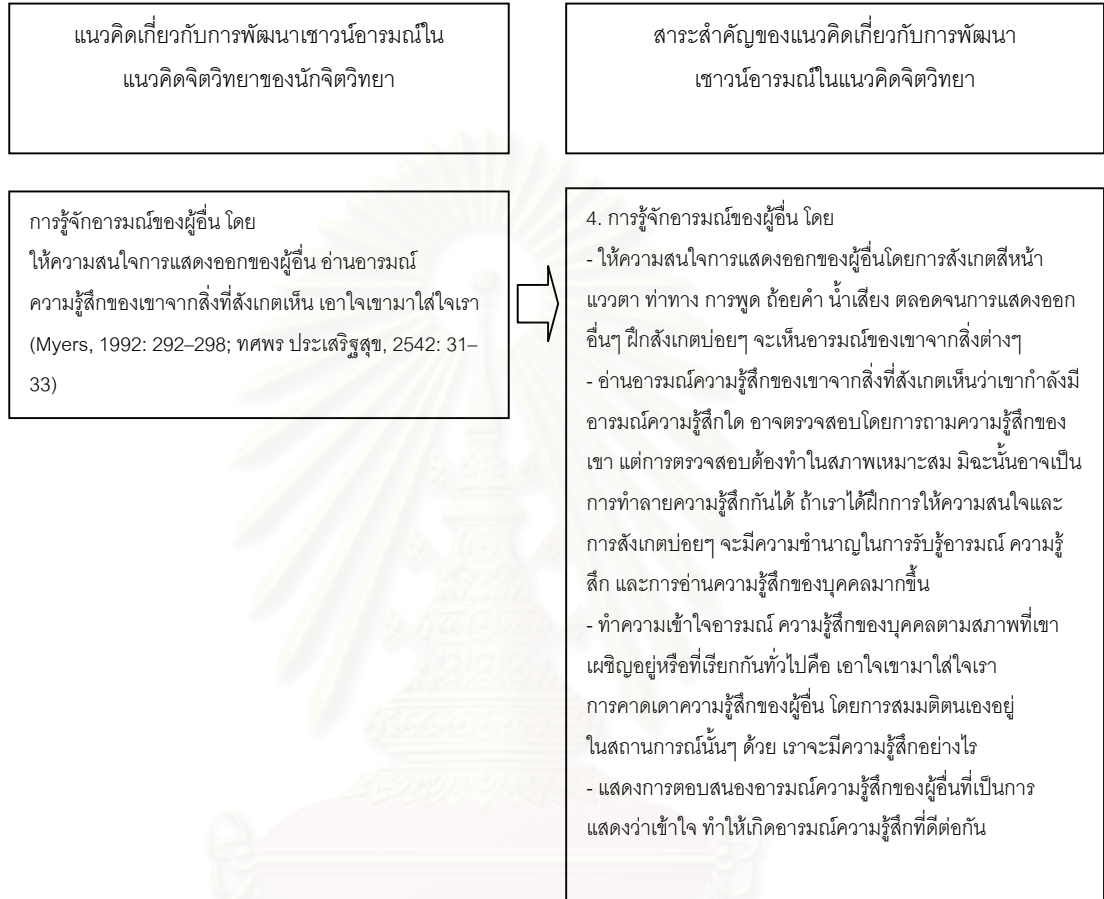 แนวคิดเกี่ยวกับการพัฒนาเชาวน์อารมณ์ใน
แนวคิดจิตวิทยาของนักจิตวิทยา
สาระสำคัญของแนวคิดเกี่ยวกับการพัฒนา
เชาวน์อารมณ์ในแนวคิดจิตวิทยา
การรู้จักอารมณ์ของผู้อื่น โดย
ให้ความสนใจการแสดงออกของผู้อื่น อ่านอารมณ์
ความรู้สึกของเขาจากสิ่งที่สังเกตเห็น เอาใจเขามาใส่ใจเรา
(Myers, 1992: 292–298; ทศพร ประเสริฐสุข, 2542: 31–
33)
4. การรู้จักอารมณ์ของผู้อื่น โดย
- ให้ความสนใจการแสดงออกของผู้อื่นโดยการสังเกตสีหน้า
แววตา ท่าทาง การพูด ถ้อยคำ น้ำเสียง ตลอดจนการแสดงออก
อื่นๆ ฝึกสังเกตบ่อยๆ จะเห็นอารมณ์ของเขาจากสิ่งต่างๆ
- อ่านอารมณ์ความรู้สึกของเขาจากสิ่งที่สังเกตเห็นว่าเขากำลังมี
อารมณ์ความรู้สึกใด อาจตรวจสอบโดยการถามความรู้สึกของ
เขา แต่การตรวจสอบต้องทำในสภาพเหมาะสม มิฉะนั้นอาจเป็น
การทำลายความรู้สึกกันได้ ถ้าเราได้ฝึกการให้ความสนใจและ
การสังเกตบ่อยๆ จะมีความชำนาญในการรับรู้อารมณ์ ความรู้
สึก และการอ่านความรู้สึกของบุคคลมากขึ้น
- ทำความเข้าใจอารมณ์ ความรู้สึกของบุคคลตามสภาพที่เขา
เผชิญอยู่หรือที่เรียกกันทั่วไปคือ เอาใจเขามาใส่ใจเรา
การคาดเดาความรู้สึกของผู้อื่น โดยการสมมติตนเองอยู่
ในสถานการณ์นั้นๆ ด้วย เราจะมีความรู้สึกอย่างไร
- แสดงการตอบสนองอารมณ์ความรู้สึกของผู้อื่นที่เป็นการ
แสดงว่าเข้าใจ ทำให้เกิดอารมณ์ความรู้สึกที่ดีต่อกัน